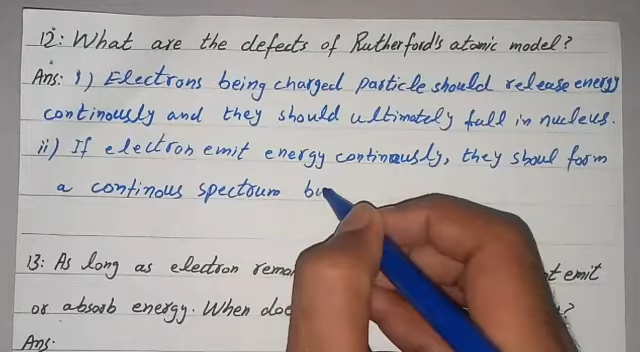 12: What are the defects of Rutherford's atomic model?
Ans: i) Electrons being charged particle should release energy
continously and they should ultimately fall in nucleus.
ii) If electron emit energy continously, they shoul form
a continous spectrum bu
13: As long as electron emit
or absorb energy. When ?
Ans: